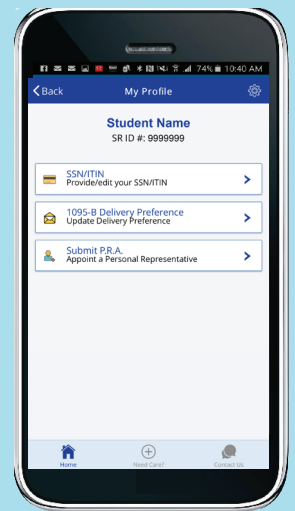 74% 10:40 AM
Back My Profile
Student Name
SR ID #: 9999999
SSN/ITIN
Provide/edit your SSN/ITIN
1095-B Delivery Preference
Update Delivery Preference
Submit P.R.A.
Appoint a Personal Representative
Home Need Care? Contact Us